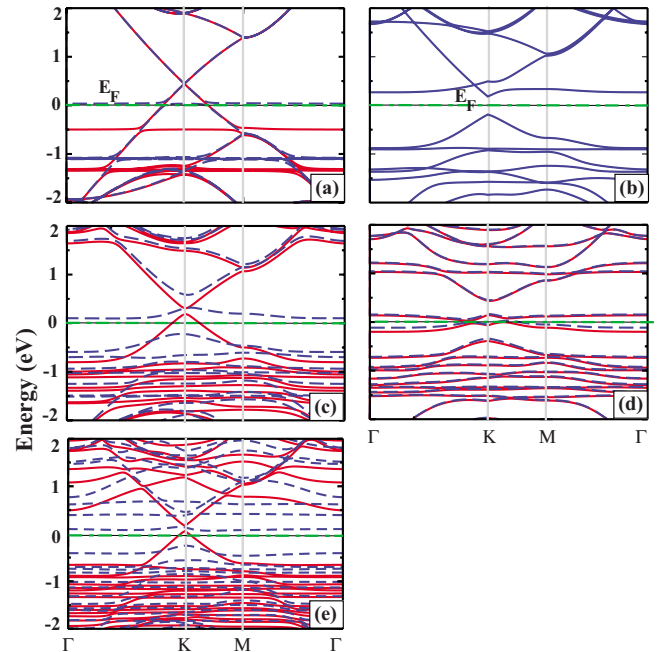 2
1
0
-1
-2
E_F
(a)
E_F
(b)
2
1
0
-1
-2
(c)
(d)
Γ K M Γ
2
1
0
-1
-2
(e)
Γ K M Γ
Energy (eV)